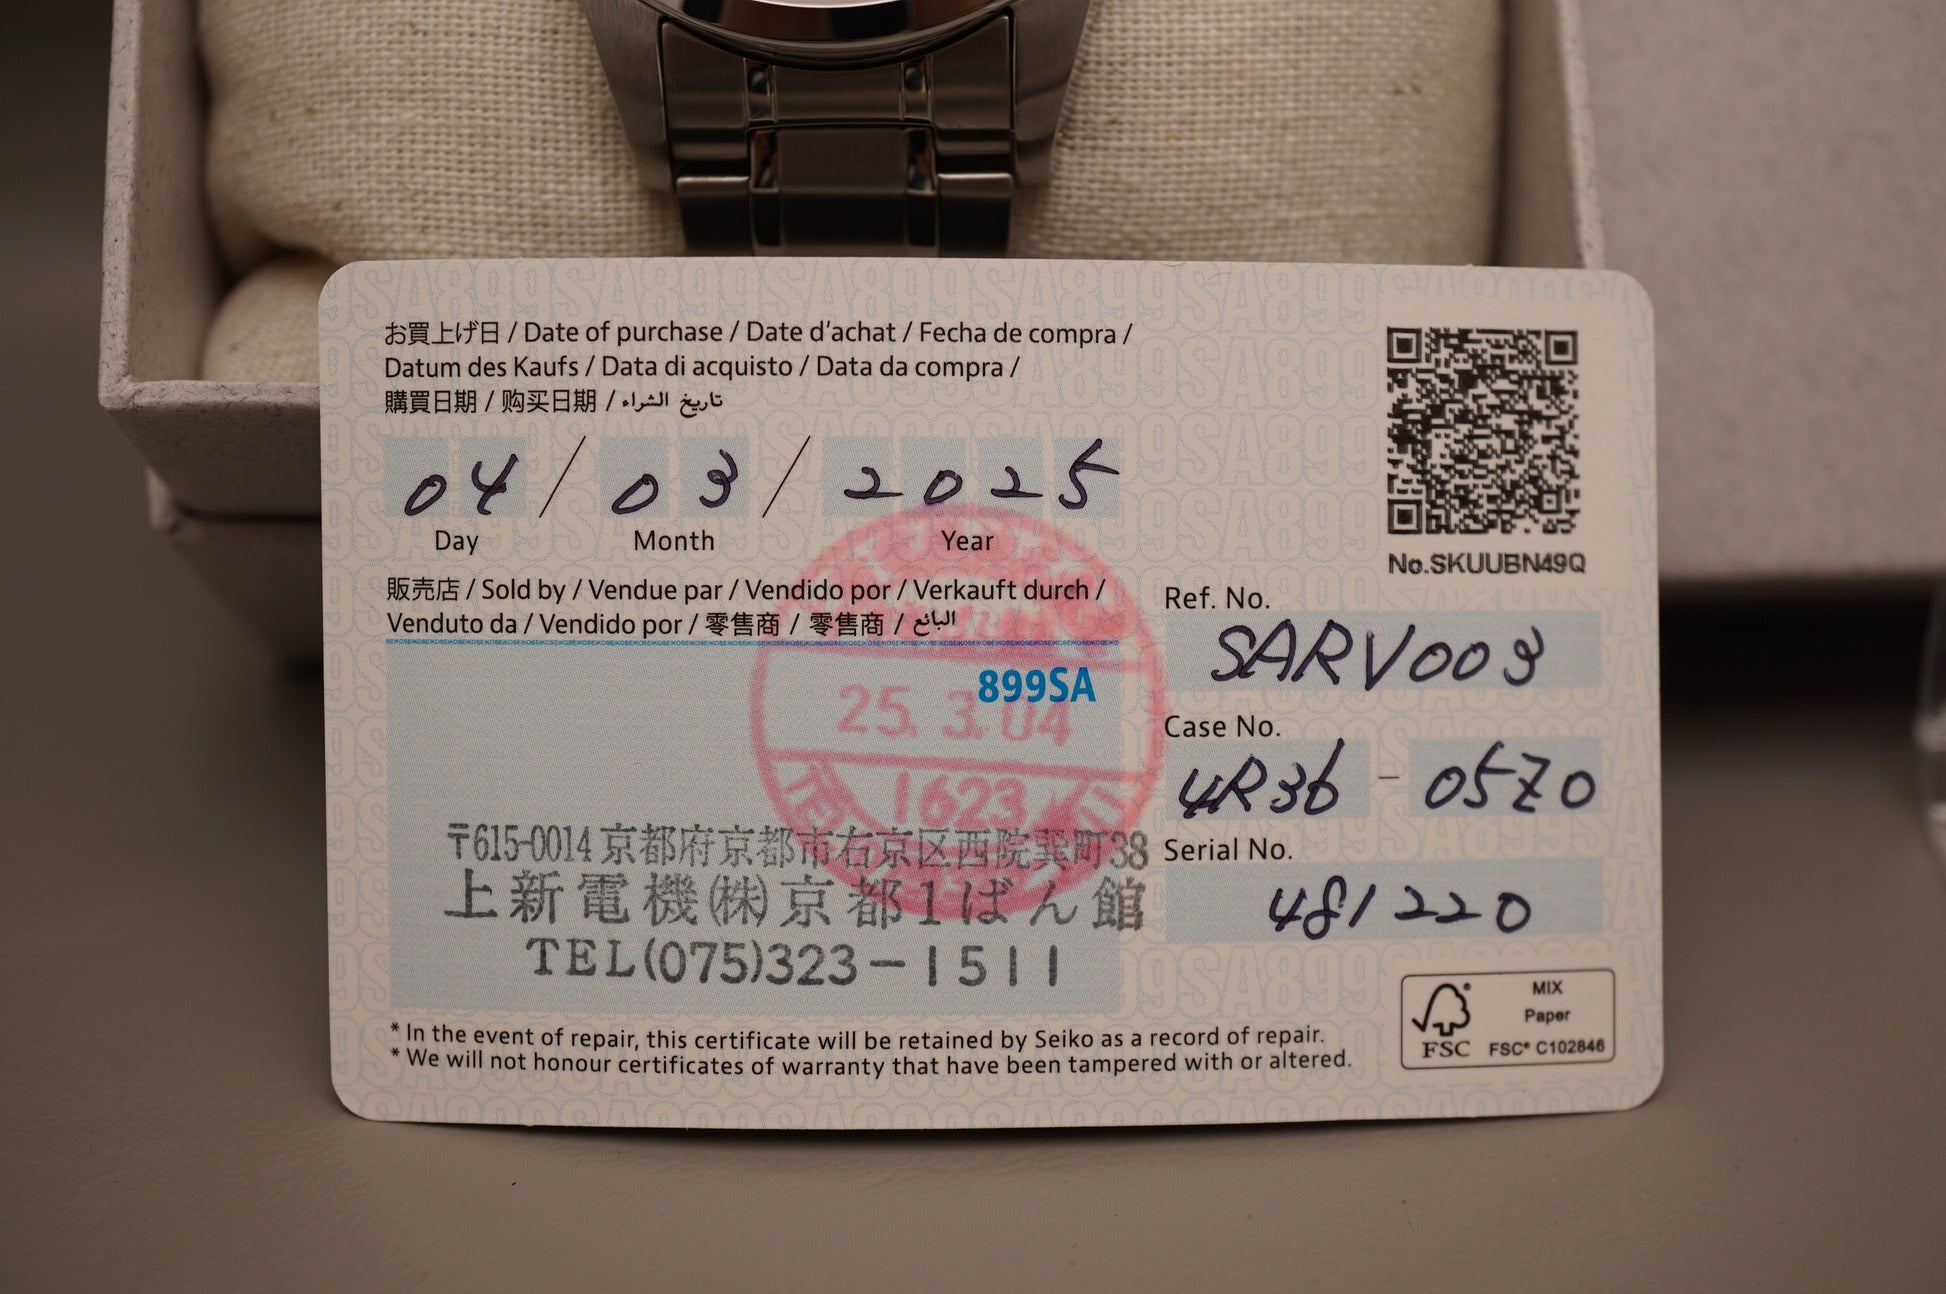 お買上げ日 / Date of purchase / Date d'achat / Fecha de compra /
Datum des Kaufs / Data di acquisto / Data da compra /
購買日期 / 购买日期 / تاريخ الشراء
04 / 03 / 2025
Day Month Year
No.SKUUBN49Q
販売店 / Sold by / Vendue par / Vendido por / Verkauft durch /
Venduto da / Vendido por / 零售商 / 零售商 / البائع
899SA
25. 3. 04
1623
〒615-0014 京都府京都市右京区西院巽町38
上新電機(株)京都1ばん館
TEL(075)323-1511
Ref. No.
SARV003
Case No.
4R36 - 05Z0
Serial No.
481220
* In the event of repair, this certificate will be retained by Seiko as a record of repair.
* We will not honour certificates of warranty that have been tampered with or altered.
FSC
MIX
Paper
FSC® C102846